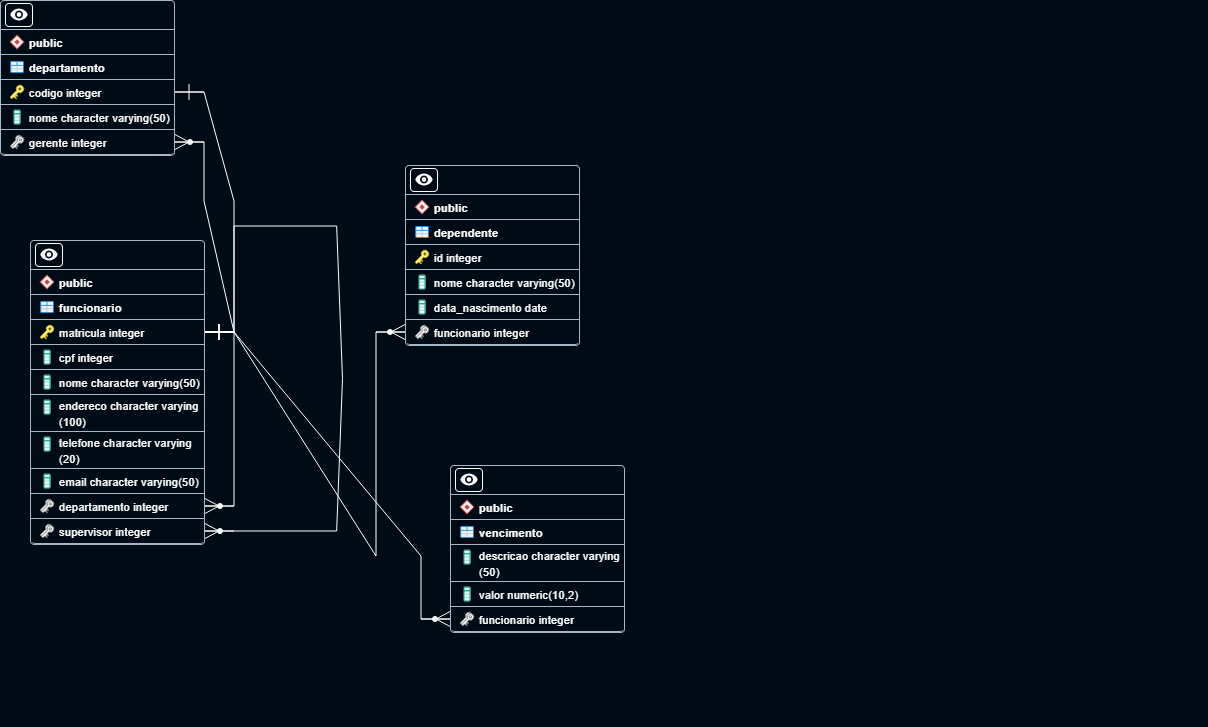 public
departamento
codigo integer
nome character varying(50)
gerente integer
public
funcionario
matricula integer
cpf integer
nome character varying(50)
endereco character varying
(100)
telefone character varying
(20)
email character varying(50)
departamento integer
supervisor integer
public
dependente
id integer
nome character varying(50)
data_nascimento date
funcionario integer
public
vencimento
descricao character varying
(50)
valor numeric(10,2)
funcionario integer